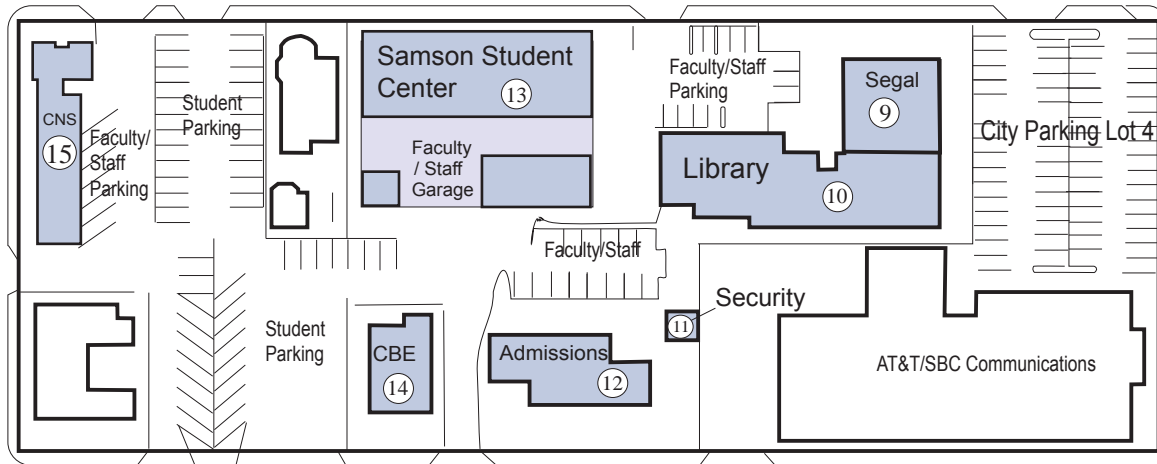 CNS
15
Faculty/
Staff
Parking
Student
Parking
Samson Student
Center
13
Faculty
/ Staff
Garage
Faculty/Staff
Parking
Segal
9
Library
10
City Parking Lot 4
Faculty/Staff
Student
Parking
CBE
14
Admissions
12
11
Security
AT&T/SBC Communications